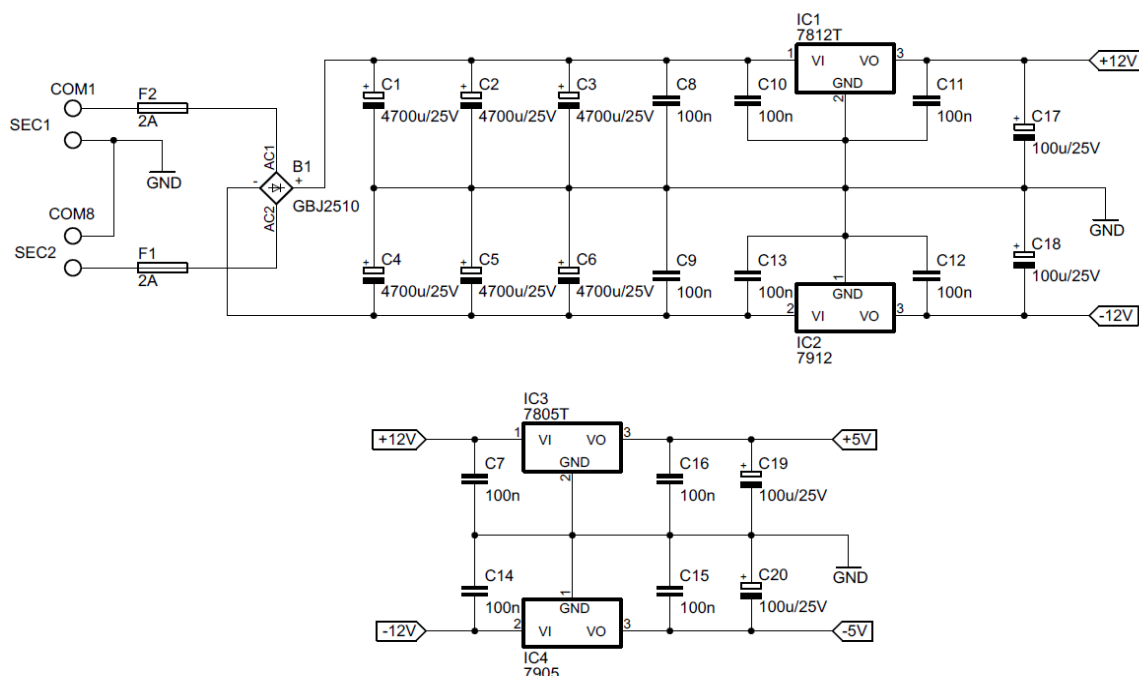 IC1
7812T
1
VI
VO
3
GND
2
+12V
COM1
F2
2A
SEC1
GND
COM8
SEC2
F1
2A
AC1
AC2
-
+
B1
GBJ2510
+
C1
4700u/25V
+
C2
4700u/25V
+
C3
4700u/25V
C8
100n
C10
100n
C11
100n
+
C17
100u/25V
GND
+
C4
4700u/25V
+
C5
4700u/25V
+
C6
4700u/25V
C9
100n
C13
100n
C12
100n
+
C18
100u/25V
1
GND
2
VI
VO
3
IC2
7912
-12V
IC3
7805T
+12V
1
VI
VO
3
GND
2
+5V
C7
100n
C16
100n
+
C19
100u/25V
GND
C14
100n
C15
100n
+
C20
100u/25V
1
GND
-12V
2
VI
VO
3
-5V
IC4
7905